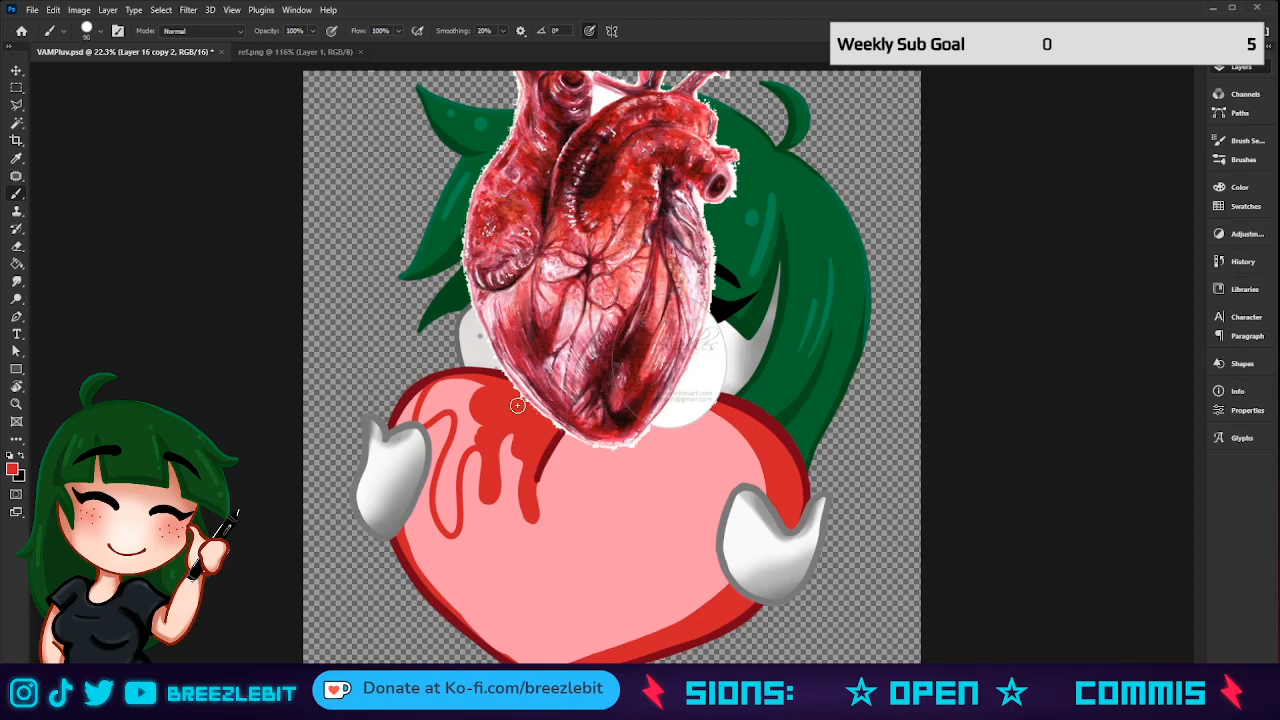 Ps File Edit Image Layer Type Select Filter 3D View Plugins Window Help
90 Mode: Normal Opacity: 100% Flow: 100% Smoothing: 20% 0°
VAMPluv.psd @ 22.3% (Layer 16 copy 2, RGB/16) * × ref.png @ 116% (Layer 1, RGB/8) ×
Weekly Sub Goal 0 5
Layers
Channels
Paths
Brush Se...
Brushes
Color
Swatches
Adjustm...
History
Libraries
Character
Paragraph
Shapes
Info
Properties
Glyphs
BREEZLEBIT
Donate at Ko-fi.com/breezlebit
SIONS: ☆ OPEN ☆ COMMIS